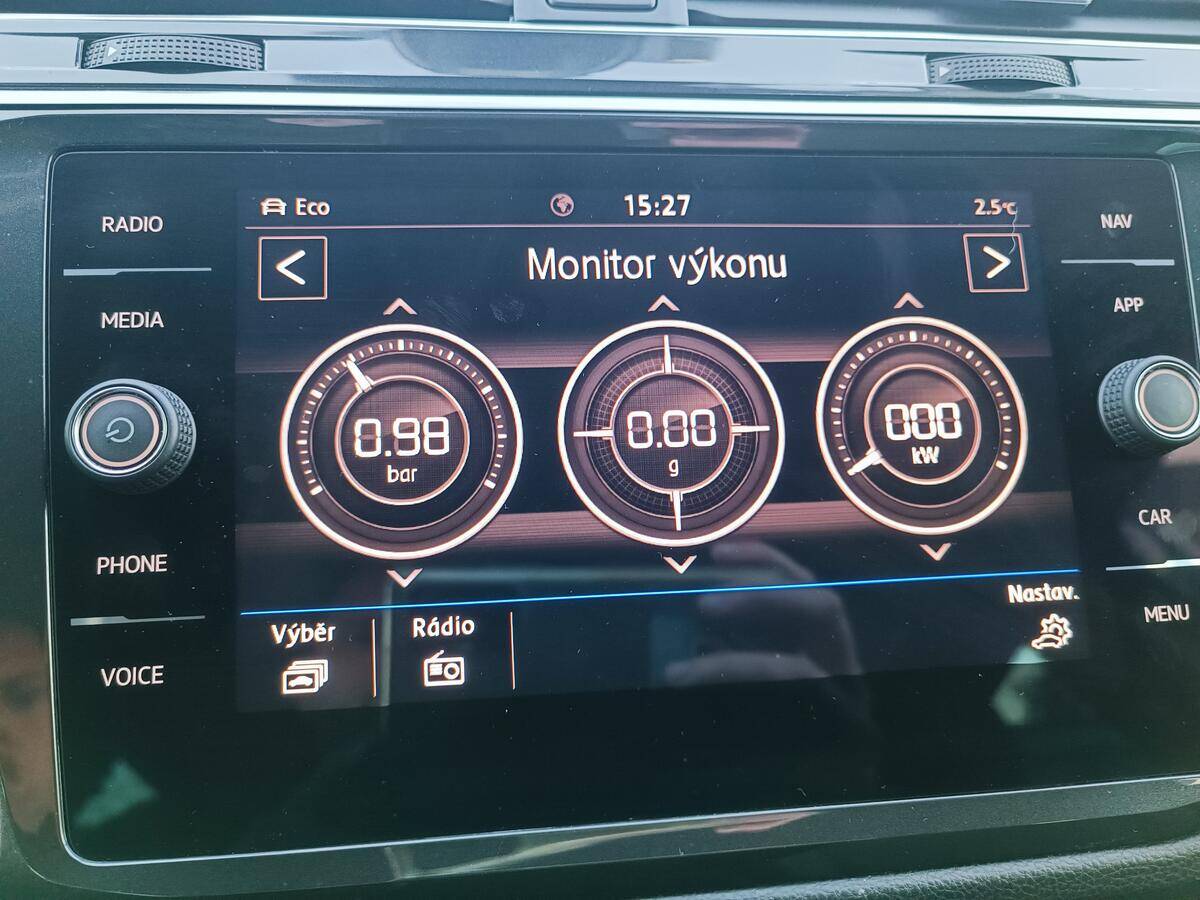 Eco
15:27
2.5°C
RADIO
MEDIA
PHONE
VOICE
Monitor výkonu
0.98
bar
0.00
g
000
kW
Výběr
Rádio
Nastav.
NAV
APP
CAR
MENU